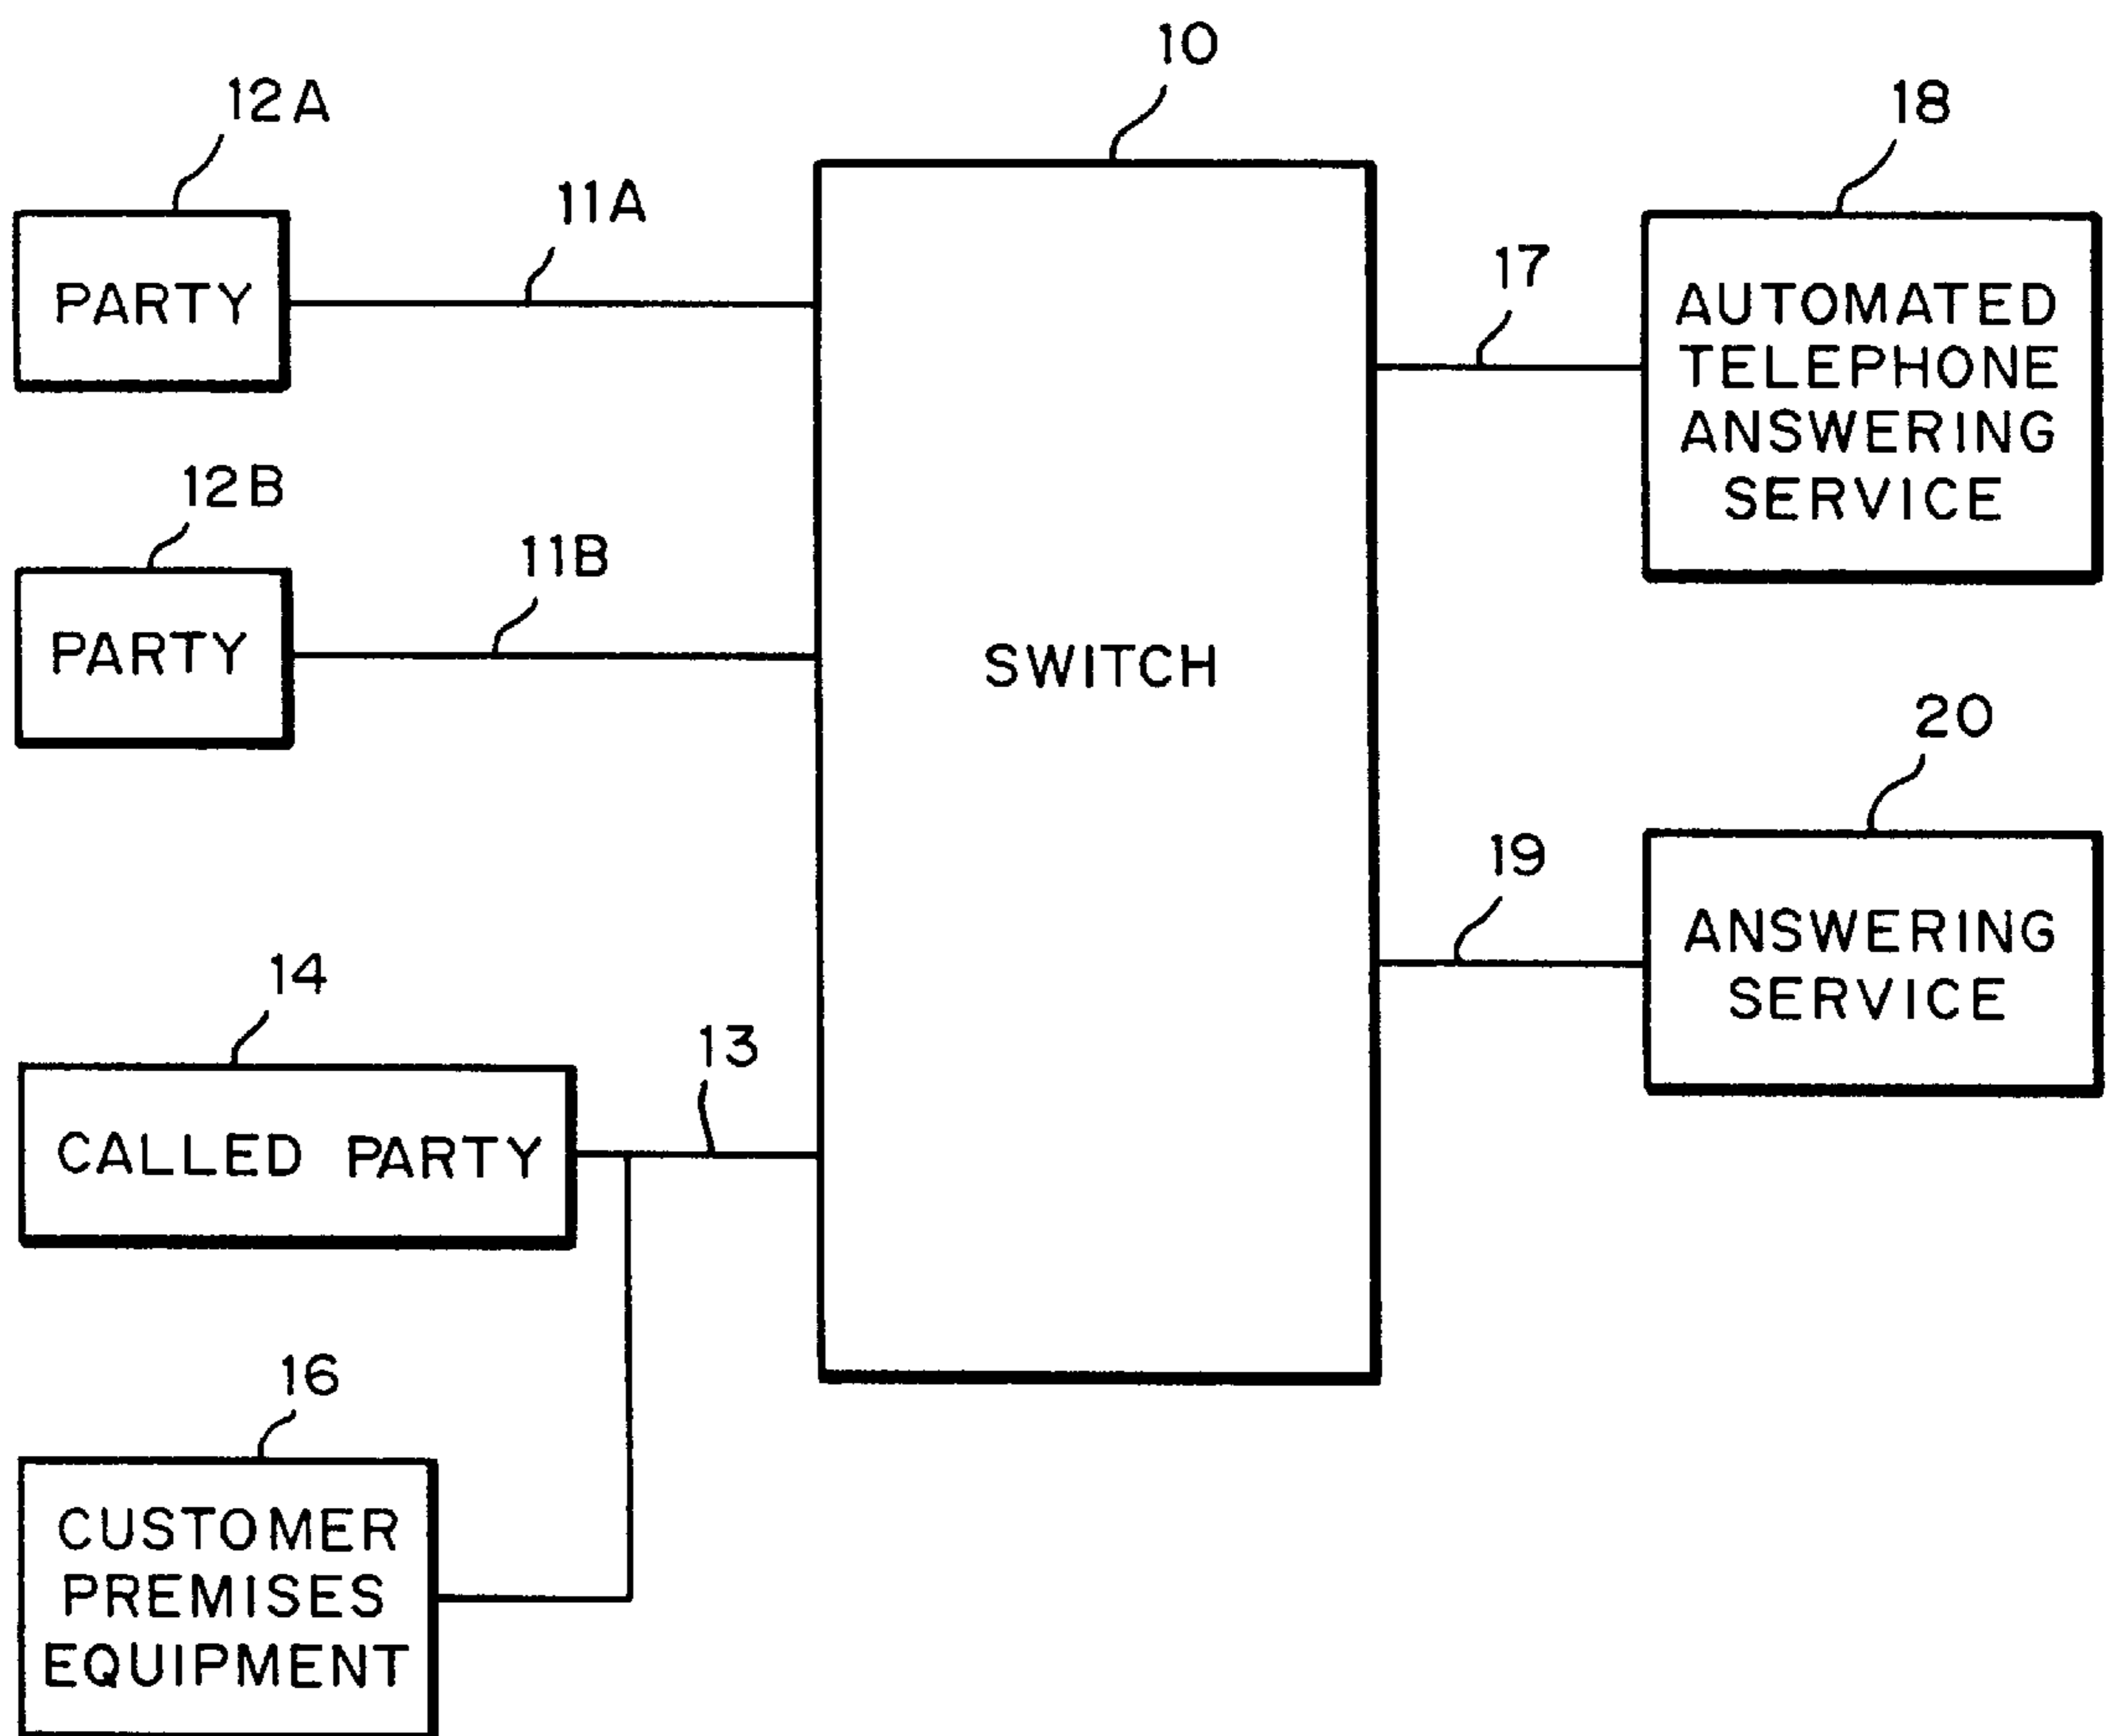 10
12A
18
11A
17
PARTY
AUTOMATED
TELEPHONE
ANSWERING
SERVICE
12B
11B
PARTY
SWITCH
20
19
ANSWERING
SERVICE
14
13
CALLED PARTY
16
CUSTOMER
PREMISES
EQUIPMENT